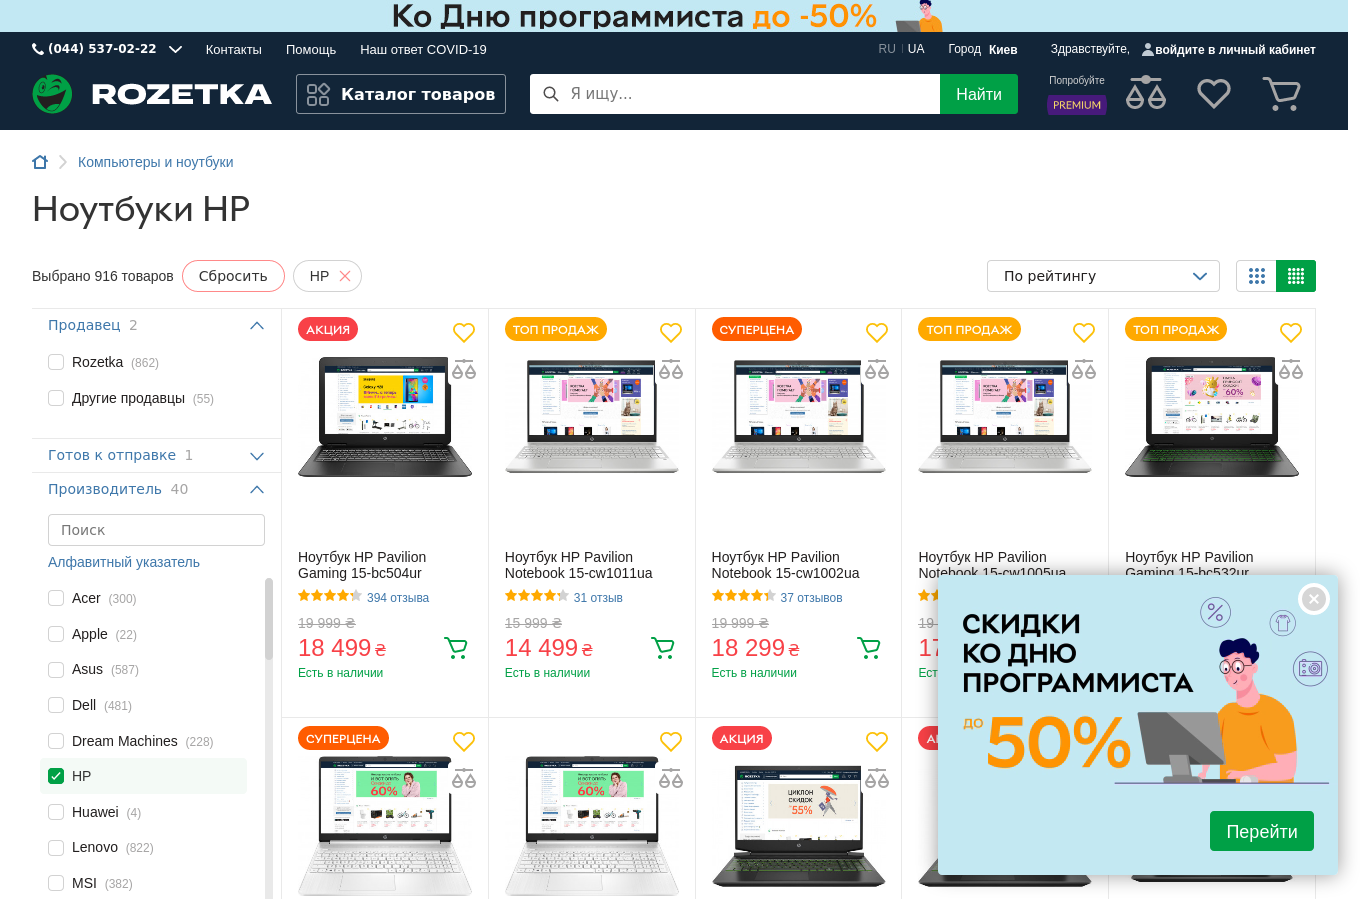 Ко Дню программиста до -50%
(044) 537-02-22 Контакты Помощь Наш ответ COVID-19 RU UA Город Киев Здравствуйте, войдите в личный кабинет
ROZETKA Каталог товаров Я ищу... Найти Попробуйте PREMIUM
Компьютеры и ноутбуки
Ноутбуки HP
Выбрано 916 товаров Сбросить HP По рейтингу
Продавец 2
Rozetka (862)
Другие продавцы (55)
Готов к отправке 1
Производитель 40
Поиск
Алфавитный указатель
Acer (300)
Apple (22)
Asus (587)
Dell (481)
Dream Machines (228)
HP
Huawei (4)
Lenovo (822)
MSI (382)
АКЦИЯ
Ноутбук HP Pavilion
Gaming 15-bc504ur
394 отзыва
19 999 ₴
18 499 ₴
Есть в наличии
ТОП ПРОДАЖ
Ноутбук HP Pavilion
Notebook 15-cw1011ua
31 отзыв
15 999 ₴
14 499 ₴
Есть в наличии
СУПЕРЦЕНА
Ноутбук HP Pavilion
Notebook 15-cw1002ua
37 отзывов
19 999 ₴
18 299 ₴
Есть в наличии
ТОП ПРОДАЖ
Ноутбук HP Pavilion
Notebook 15-cw1005ua
ТОП ПРОДАЖ
Ноутбук HP Pavilion
Gaming 15-bc532ur
СУПЕРЦЕНА
60%
60%
АКЦИЯ
ЦИКЛОН
СКИДОК
55%
СКИДКИ
КО ДНЮ
ПРОГРАММИСТА
ДО 50%
Перейти